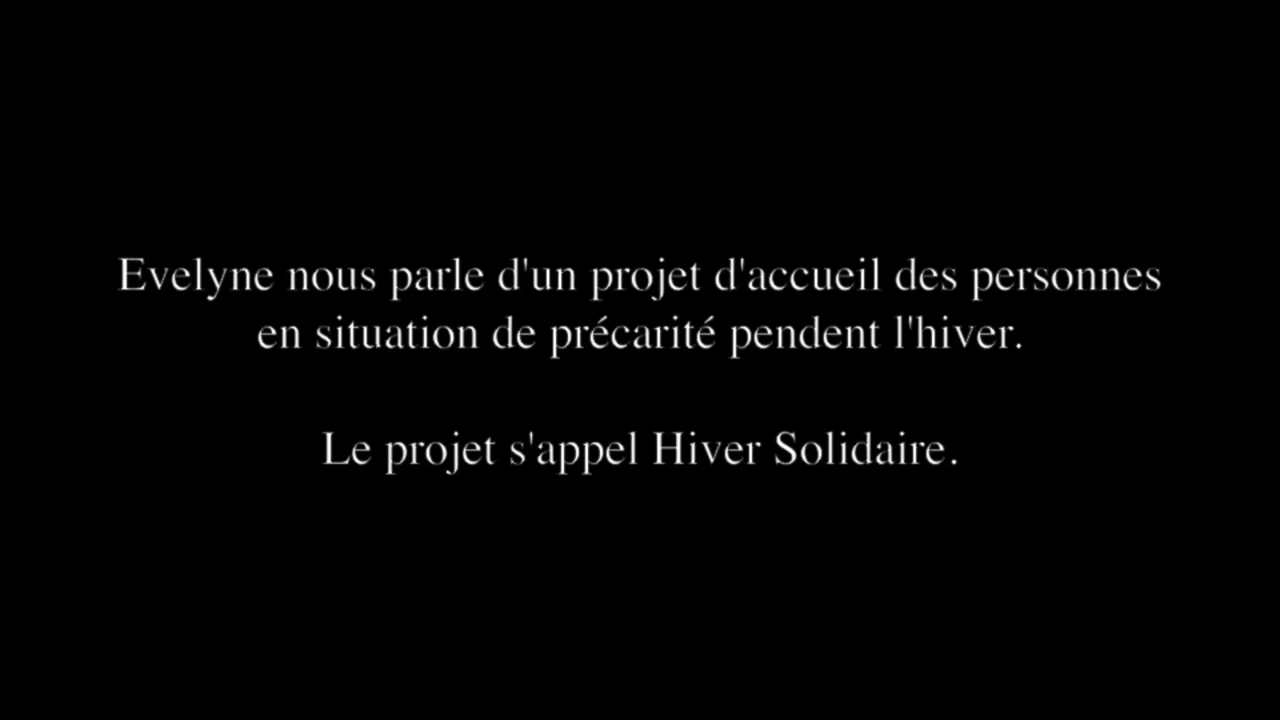 Evelyne nous parle d'un projet d'accueil des personnes
en situation de précarité pendent l'hiver.
Le projet s'appel Hiver Solidaire.